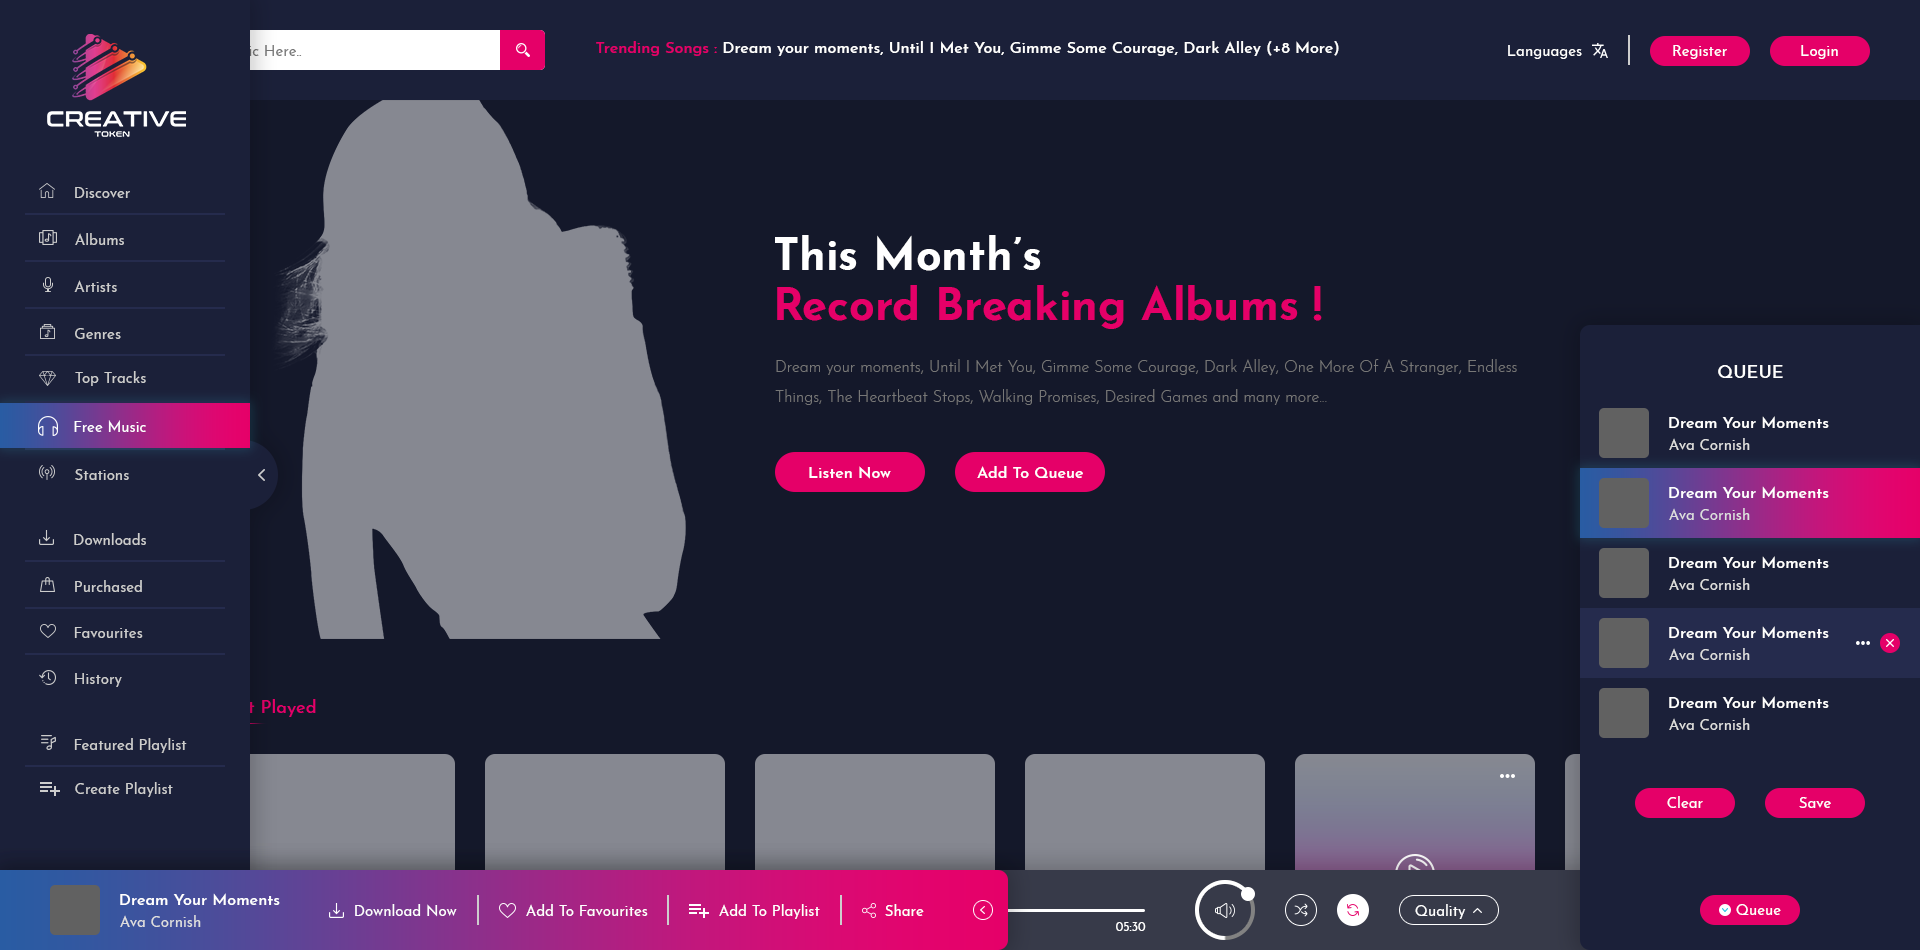 CREATIVE
TOKEN
Discover
Albums
Artists
Genres
Top Tracks
Free Music
Stations
Downloads
Purchased
Favourites
History
Featured Playlist
Create Playlist
ic Here..
Trending Songs : Dream your moments, Until I Met You, Gimme Some Courage, Dark Alley (+8 More)
Languages
Register
Login
This Month's
Record Breaking Albums !
Dream your moments, Until I Met You, Gimme Some Courage, Dark Alley, One More Of A Stranger, Endless
Things, The Heartbeat Stops, Walking Promises, Desired Games and many more...
Listen Now
Add To Queue
t Played
QUEUE
Dream Your Moments
Ava Cornish
Dream Your Moments
Ava Cornish
Dream Your Moments
Ava Cornish
Dream Your Moments
Ava Cornish
Dream Your Moments
Ava Cornish
Clear
Save
Dream Your Moments
Ava Cornish
Download Now
Add To Favourites
Add To Playlist
Share
05:30
Quality
Queue